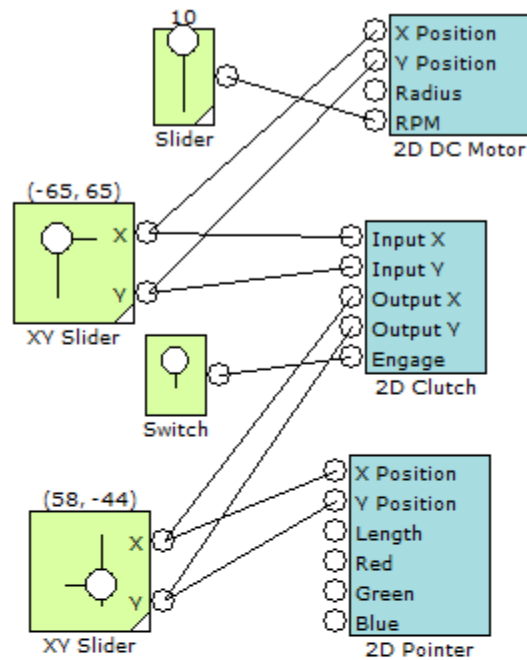 10
Slider
X Position
Y Position
Radius
RPM
2D DC Motor
(-65, 65)
X
Y
XY Slider
Input X
Input Y
Output X
Output Y
Engage
2D Clutch
Switch
(58, -44)
X
Y
XY Slider
X Position
Y Position
Length
Red
Green
Blue
2D Pointer